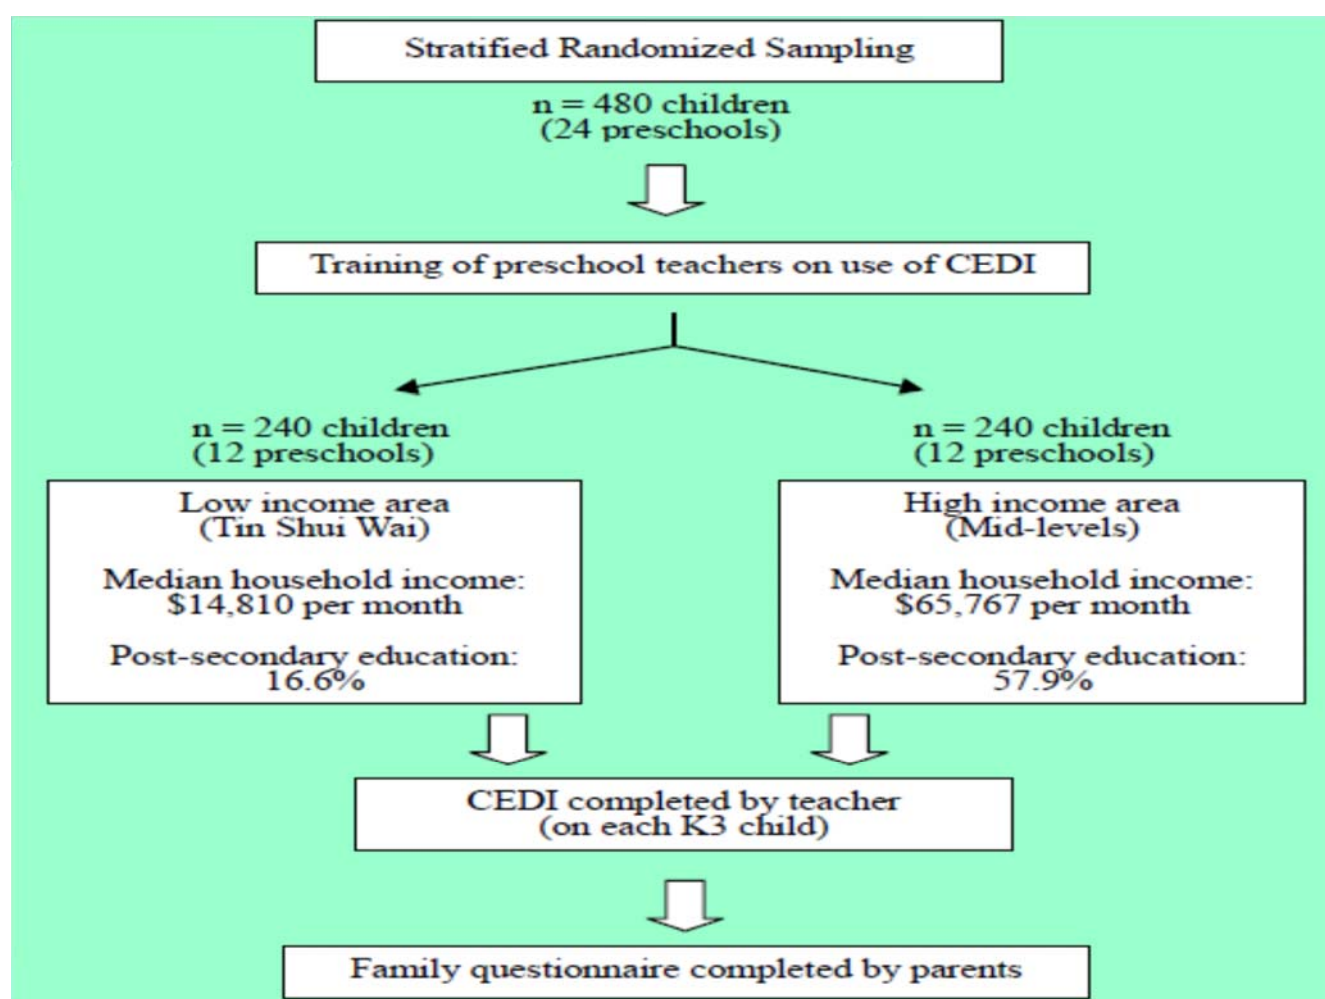 Stratified Randomized Sampling
n = 480 children
(24 preschools)
Training of preschool teachers on use of CEDI
n = 240 children
(12 preschools)
Low income area
(Tin Shui Wai)
Median household income:
$14,810 per month
Post-secondary education:
16.6%
n = 240 children
(12 preschools)
High income area
(Mid-levels)
Median household income:
$65,767 per month
Post-secondary education:
57.9%
CEDI completed by teacher
(on each K3 child)
Family questionnaire completed by parents